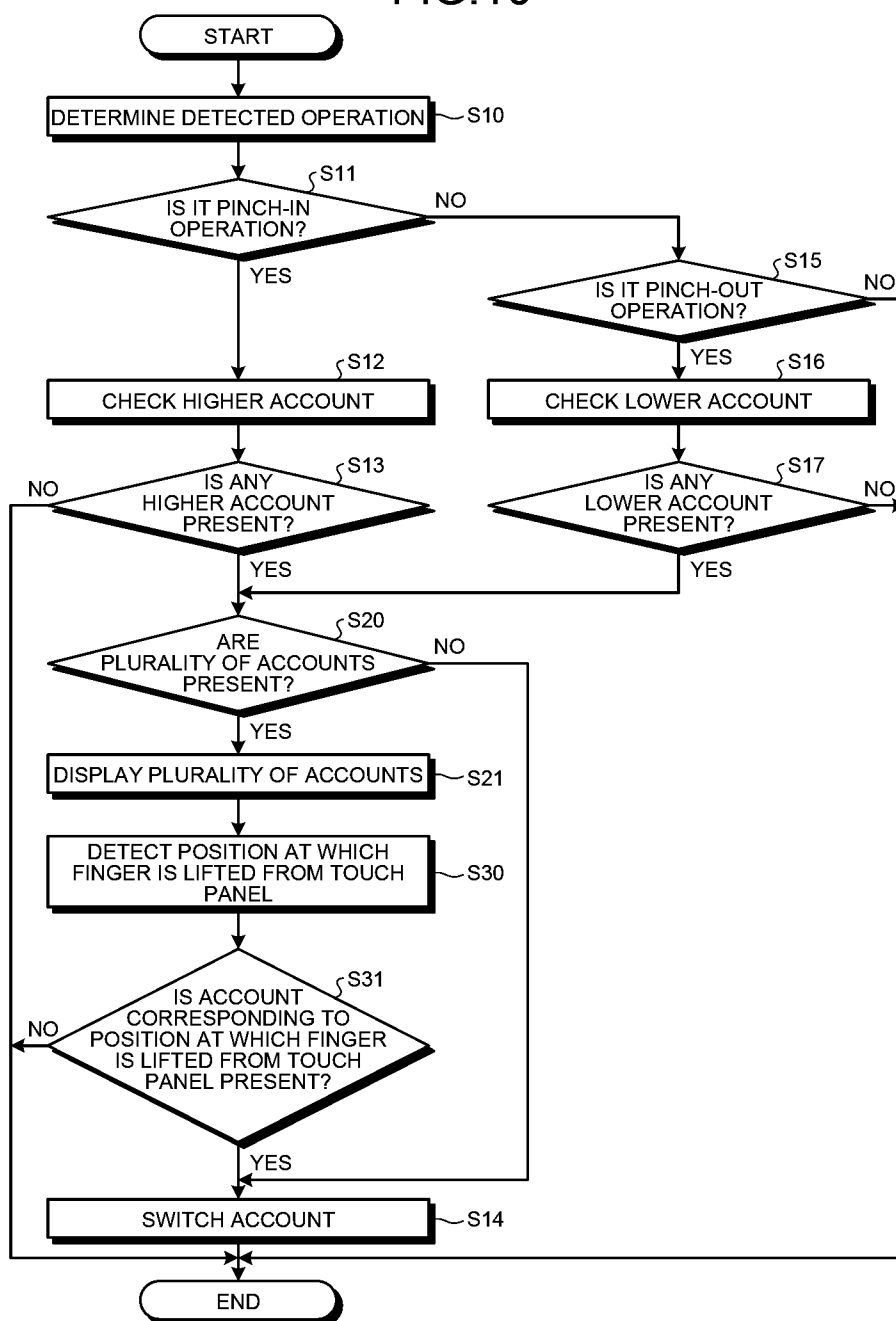 START
DETERMINE DETECTED OPERATION
S10
S11
IS IT PINCH-IN
OPERATION?
NO
YES
S15
IS IT PINCH-OUT
OPERATION?
NO
YES
S12
CHECK HIGHER ACCOUNT
S16
CHECK LOWER ACCOUNT
S13
NO
IS ANY
HIGHER ACCOUNT
PRESENT?
YES
S17
IS ANY
LOWER ACCOUNT
PRESENT?
NO
YES
S20
ARE
PLURALITY OF ACCOUNTS
PRESENT?
NO
YES
DISPLAY PLURALITY OF ACCOUNTS
S21
DETECT POSITION AT WHICH
FINGER IS LIFTED FROM TOUCH
PANEL
S30
S31
IS ACCOUNT
CORRESPONDING TO
POSITION AT WHICH FINGER
IS LIFTED FROM TOUCH
PANEL PRESENT?
NO
YES
SWITCH ACCOUNT
S14
END